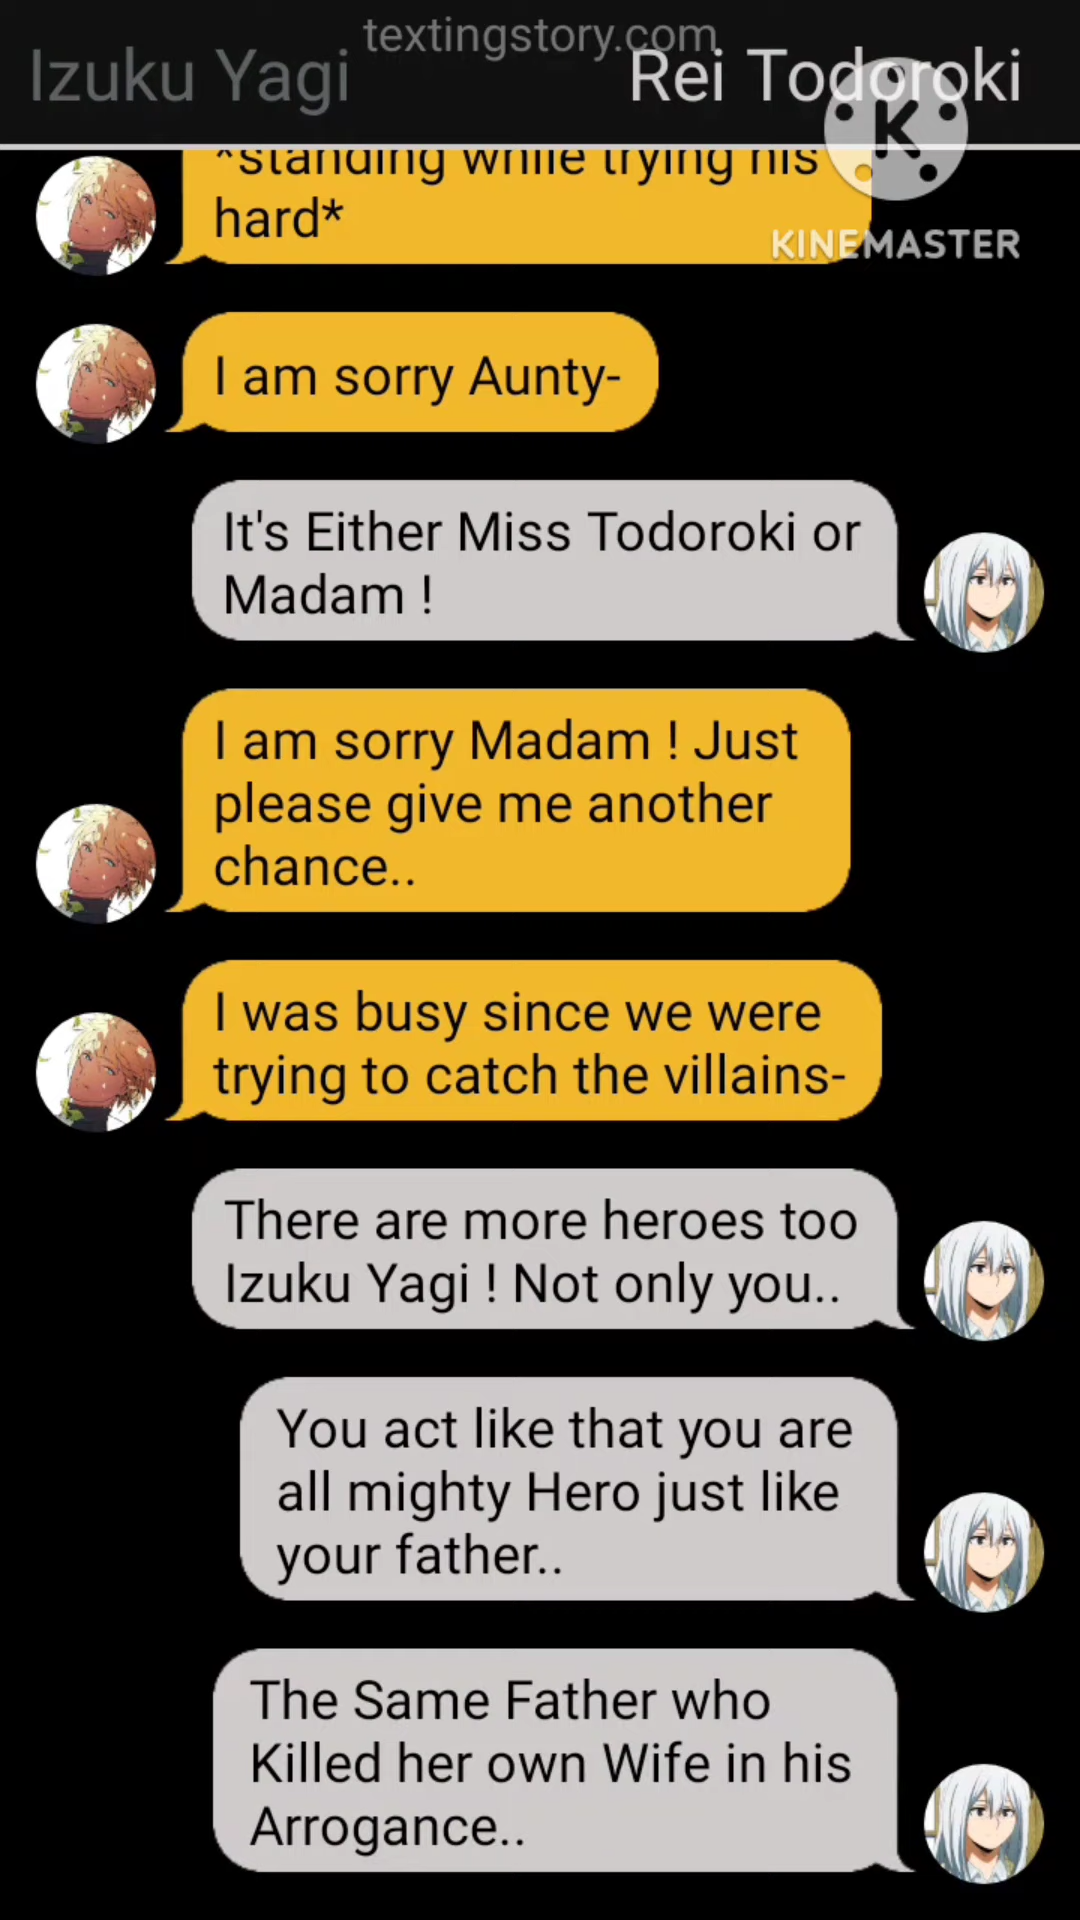 textingstory.com
Izuku Yagi
Rei Todoroki
K
KINEMASTER
*standing while trying his
hard*
I am sorry Aunty-
It's Either Miss Todoroki or
Madam !
I am sorry Madam ! Just
please give me another
chance..
I was busy since we were
trying to catch the villains-
There are more heroes too
Izuku Yagi ! Not only you..
You act like that you are
all mighty Hero just like
your father..
The Same Father who
Killed her own Wife in his
Arrogance..